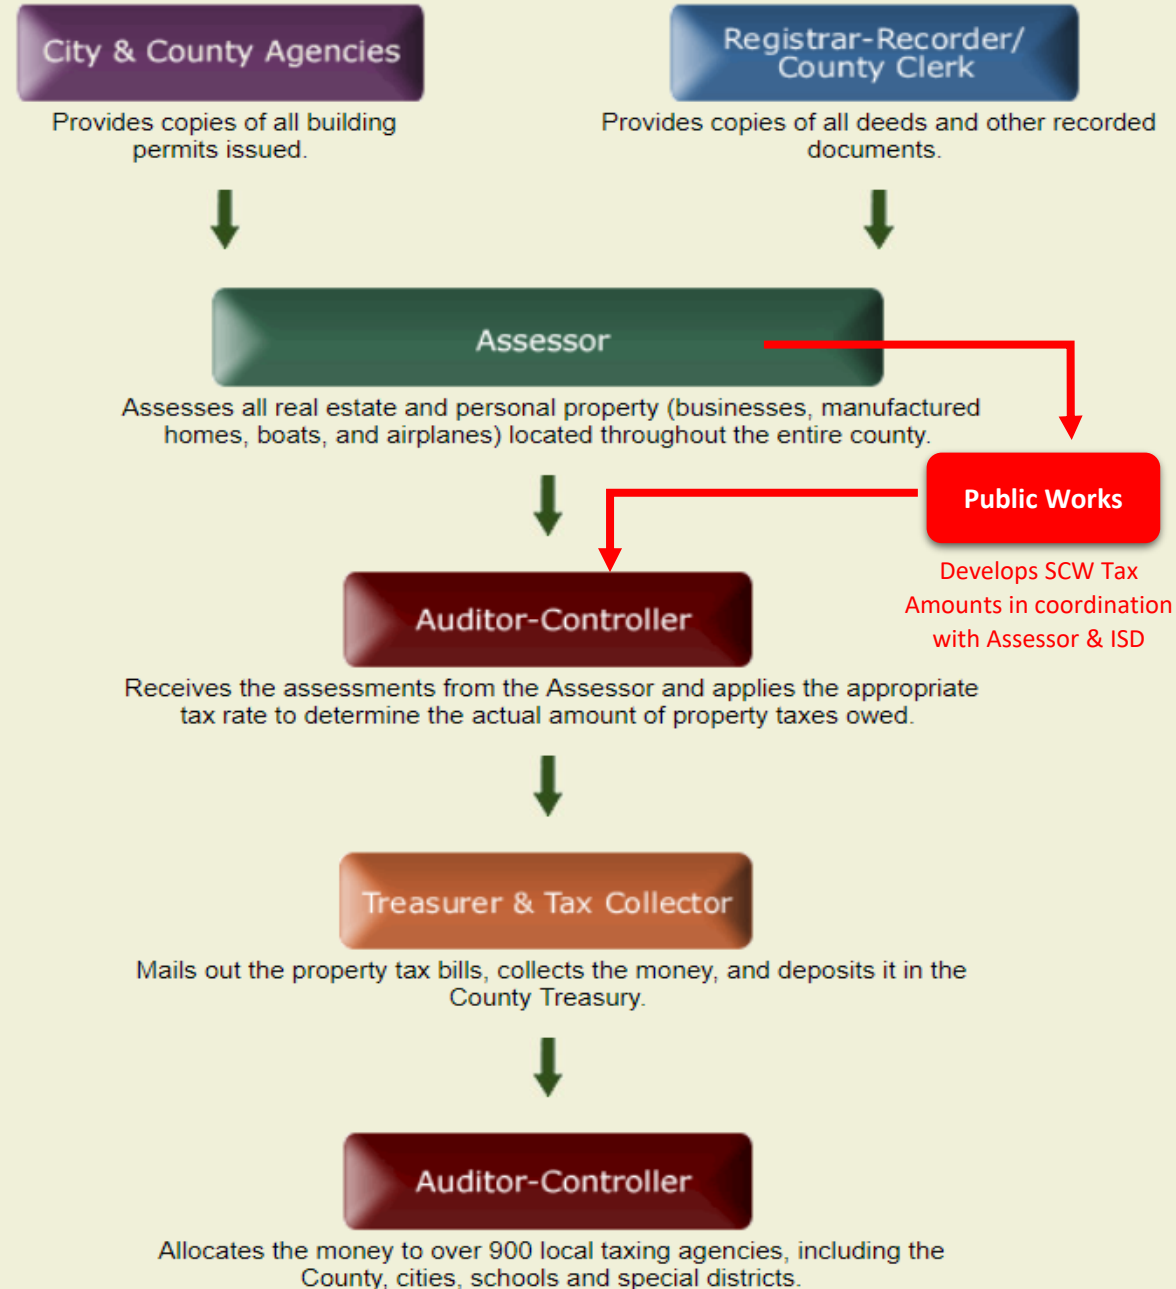 City & County Agencies
Provides copies of all building
permits issued.
Registrar-Recorder/
County Clerk
Provides copies of all deeds and other recorded
documents.
Assessor
Assesses all real estate and personal property (businesses, manufactured
homes, boats, and airplanes) located throughout the entire county.
Public Works
Develops SCW Tax
Amounts in coordination
with Assessor & ISD
Auditor-Controller
Receives the assessments from the Assessor and applies the appropriate
tax rate to determine the actual amount of property taxes owed.
Treasurer & Tax Collector
Mails out the property tax bills, collects the money, and deposits it in the
County Treasury.
Auditor-Controller
Allocates the money to over 900 local taxing agencies, including the
County, cities, schools and special districts.